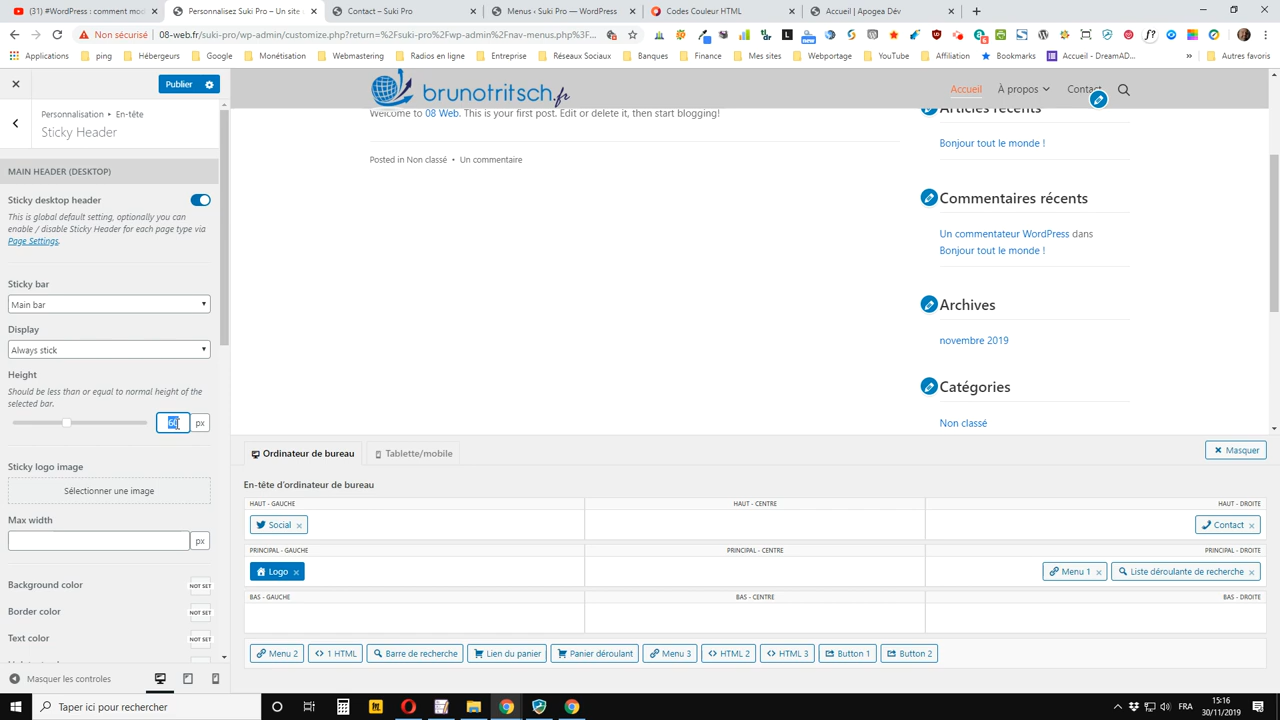 (31) #WordPress : comment mod
Personnalisez Suki Pro – Un site
Contact – Suki Pro
Menus ‹ Suki Pro — WordPress
Codes Couleur HTML
Accueil | Apogea Dév
Non sécurisé
08-web.fr/suki-pro/wp-admin/customize.php?return=%2Fsuki-pro%2Fwp-admin%2Fnav-menus.php%3F...
Applications
ping
Hébergeurs
Google
Monétisation
Webmastering
Radios en ligne
Entreprise
Réseaux Sociaux
Banques
Finance
Mes sites
Webportage
YouTube
Affiliation
Bookmarks
Accueil – DreamAD...
»
Autres favoris
Publier
Personnalisation ▸ En-tête
Sticky Header
MAIN HEADER (DESKTOP)
Sticky desktop header
This is global default setting, optionally you can
enable / disable Sticky Header for each page type via
Page Settings.
Sticky bar
Main bar
Display
Always stick
Height
Should be less than or equal to normal height of the
selected bar.
px
Sticky logo image
Sélectionner une image
Max width
px
Background color
NOT SET
Border color
NOT SET
Text color
NOT SET
Masquer les contrôles
brunotritsch.fr
Accueil
À propos
Contact
Welcome to 08 Web. This is your first post. Edit or delete it, then start blogging!
Posted in Non classé • Un commentaire
Articles récents
Bonjour tout le monde !
Commentaires récents
Un commentateur WordPress dans
Bonjour tout le monde !
Archives
novembre 2019
Catégories
Non classé
Ordinateur de bureau
Tablette/mobile
Masquer
En-tête d'ordinateur de bureau
HAUT - GAUCHE
HAUT - CENTRE
HAUT - DROITE
Social ×
Contact ×
PRINCIPAL - GAUCHE
PRINCIPAL - CENTRE
PRINCIPAL - DROITE
Logo ×
Menu 1 ×
Liste déroulante de recherche ×
BAS - GAUCHE
BAS - CENTRE
BAS - DROITE
Menu 2
1 HTML
Barre de recherche
Lien du panier
Panier déroulant
Menu 3
HTML 2
HTML 3
Button 1
Button 2
Taper ici pour rechercher
FRA
15:16
30/11/2019